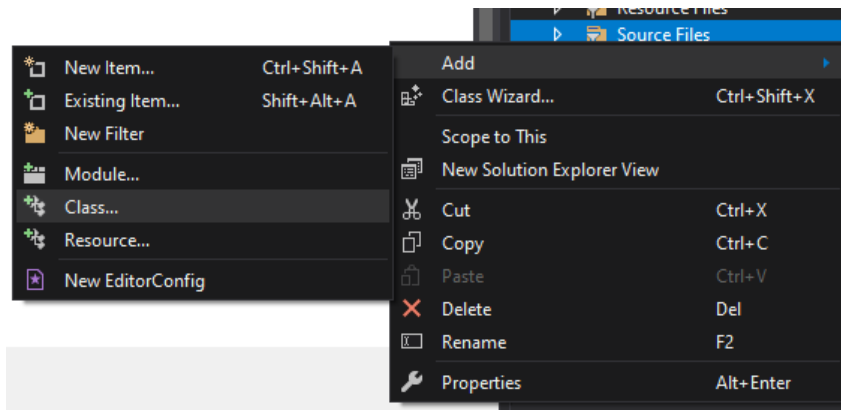 Resource Files
Source Files
New Item... Ctrl+Shift+A
Existing Item... Shift+Alt+A
New Filter
Module...
Class...
Resource...
New EditorConfig
Add
Class Wizard... Ctrl+Shift+X
Scope to This
New Solution Explorer View
Cut Ctrl+X
Copy Ctrl+C
Paste Ctrl+V
Delete Del
Rename F2
Properties Alt+Enter